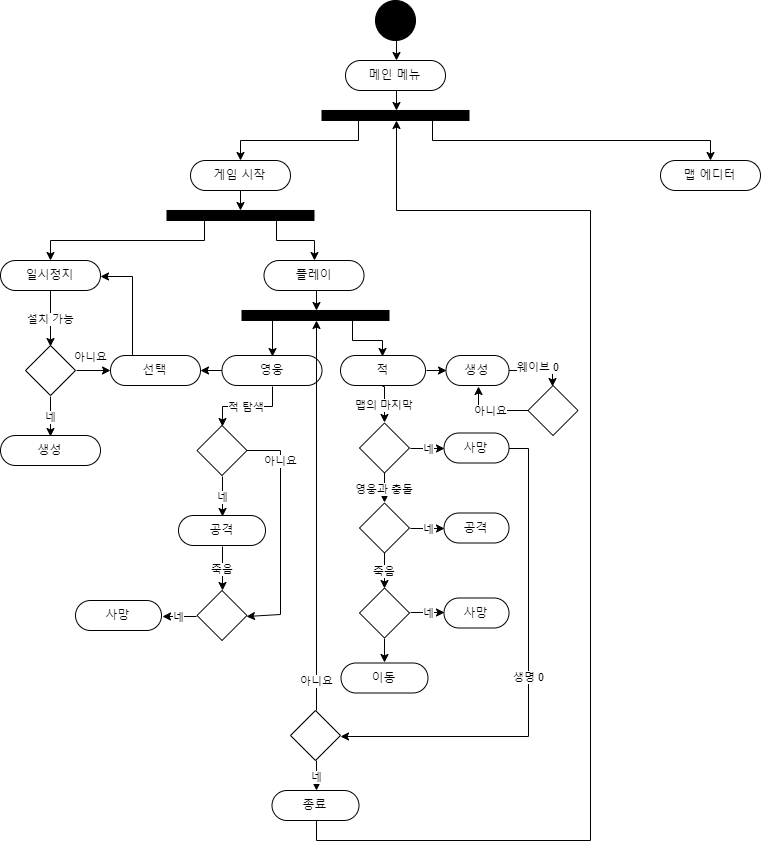 메인 메뉴
게임 시작
맵 에디터
일시정지
플레이
설치 가능
아니요
선택
영웅
적
생성
웨이브 0
아니요
네
생성
적 탐색
맵의 마지막
아니요
네
사망
네
영웅과 충돌
공격
네
공격
죽음
죽음
사망
네
네
사망
이동
아니요
생명 0
네
종료